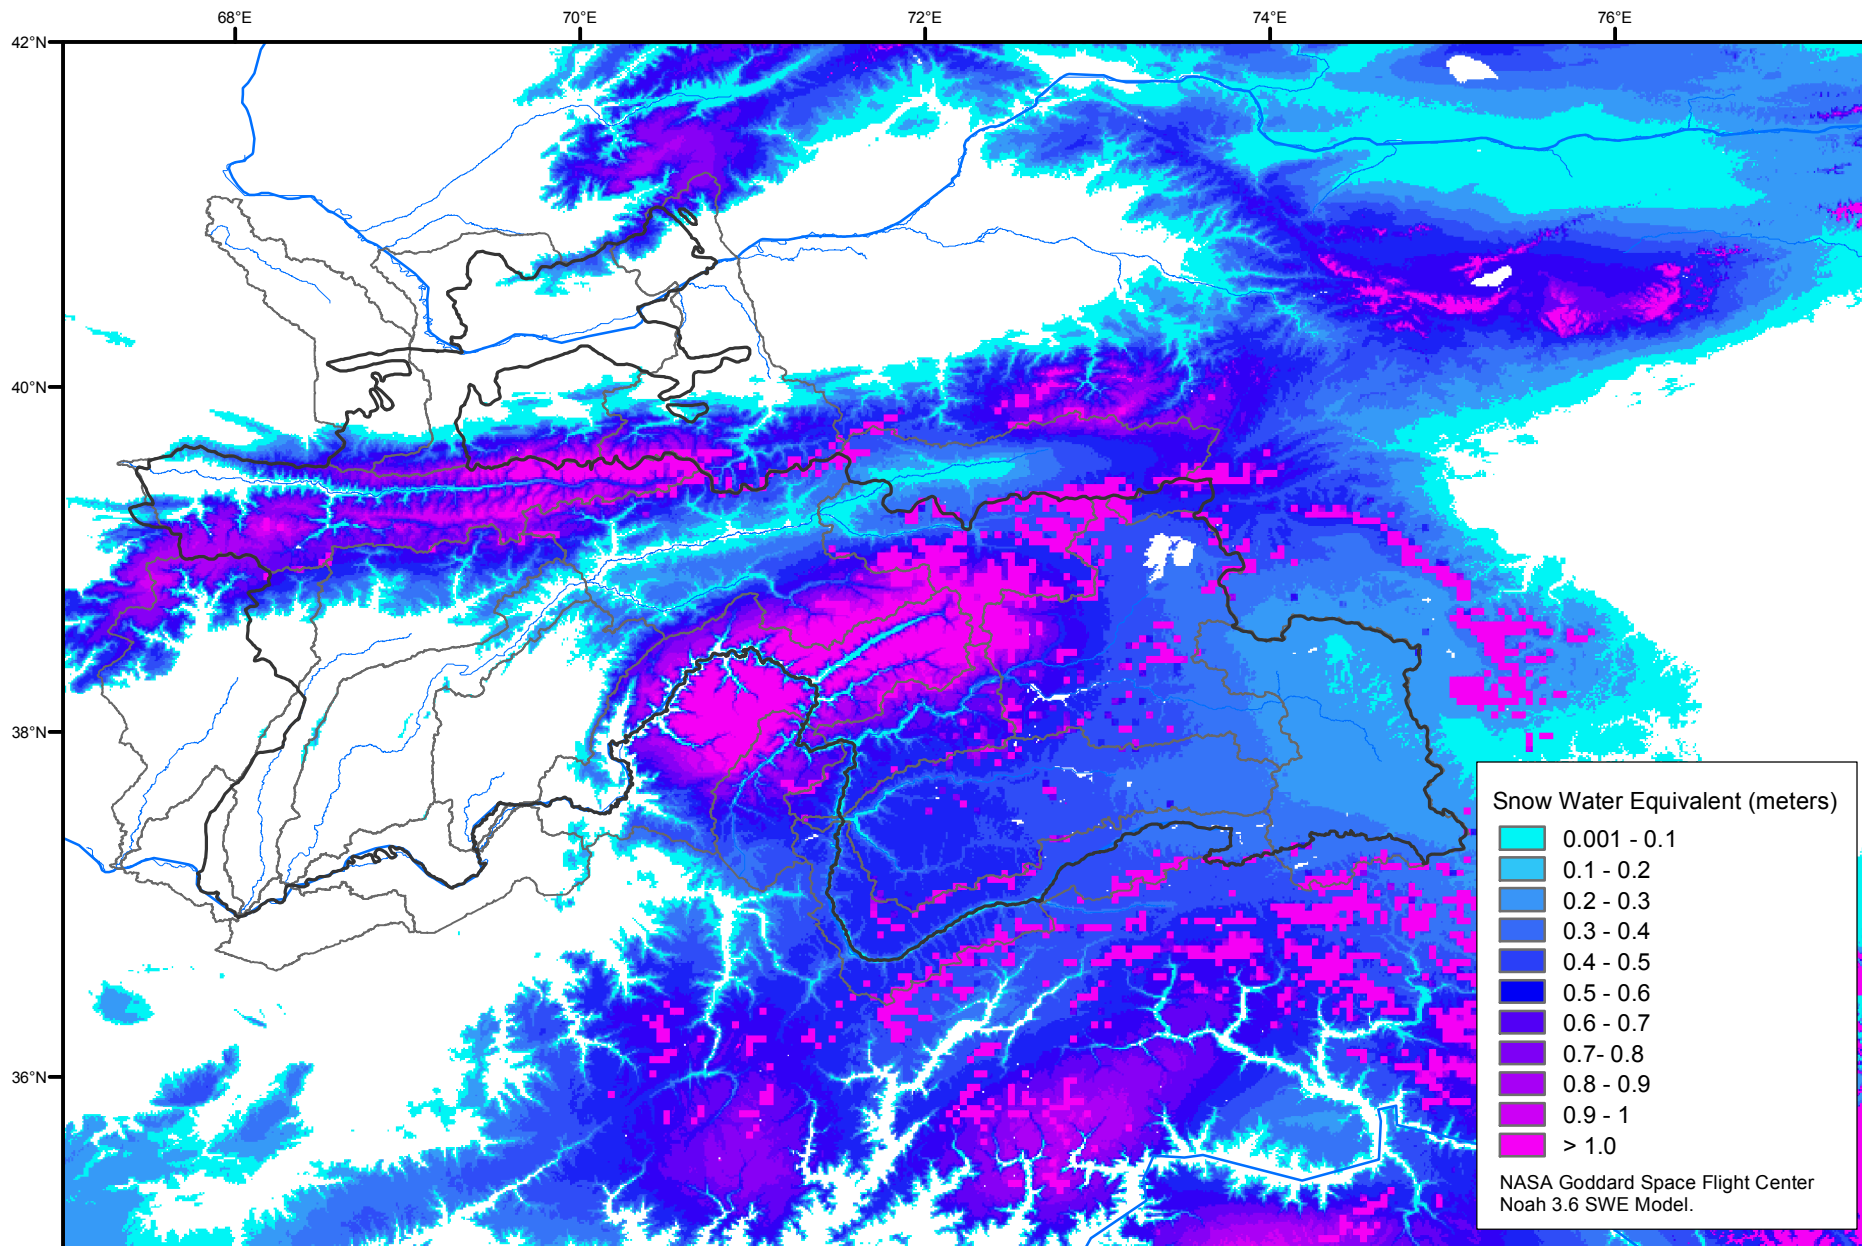 68°E 70°E 72°E 74°E 76°E
42°N
40°N
38°N
36°N
Snow Water Equivalent (meters)
0.001 - 0.1
0.1 - 0.2
0.2 - 0.3
0.3 - 0.4
0.4 - 0.5
0.5 - 0.6
0.6 - 0.7
0.7- 0.8
0.8 - 0.9
0.9 - 1
> 1.0
NASA Goddard Space Flight Center
Noah 3.6 SWE Model.